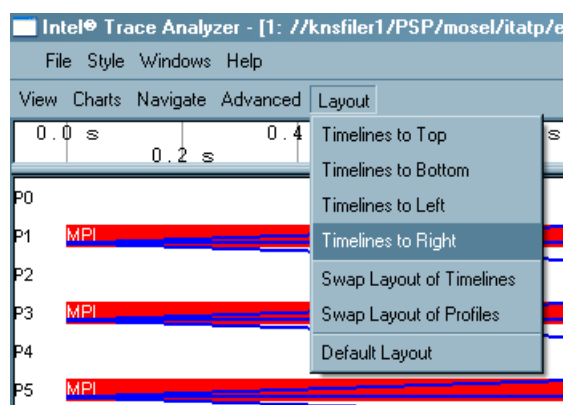 Intel® Trace Analyzer - [1: //knsfiler1/PSP/mosel/itatp/e
File Style Windows Help
View Charts Navigate Advanced Layout
0.0 s 0.4 s
0.2 s
Timelines to Top
Timelines to Bottom
Timelines to Left
Timelines to Right
Swap Layout of Timelines
Swap Layout of Profiles
Default Layout
P0
P1 MPI
P2
P3 MPI
P4
P5 MPI